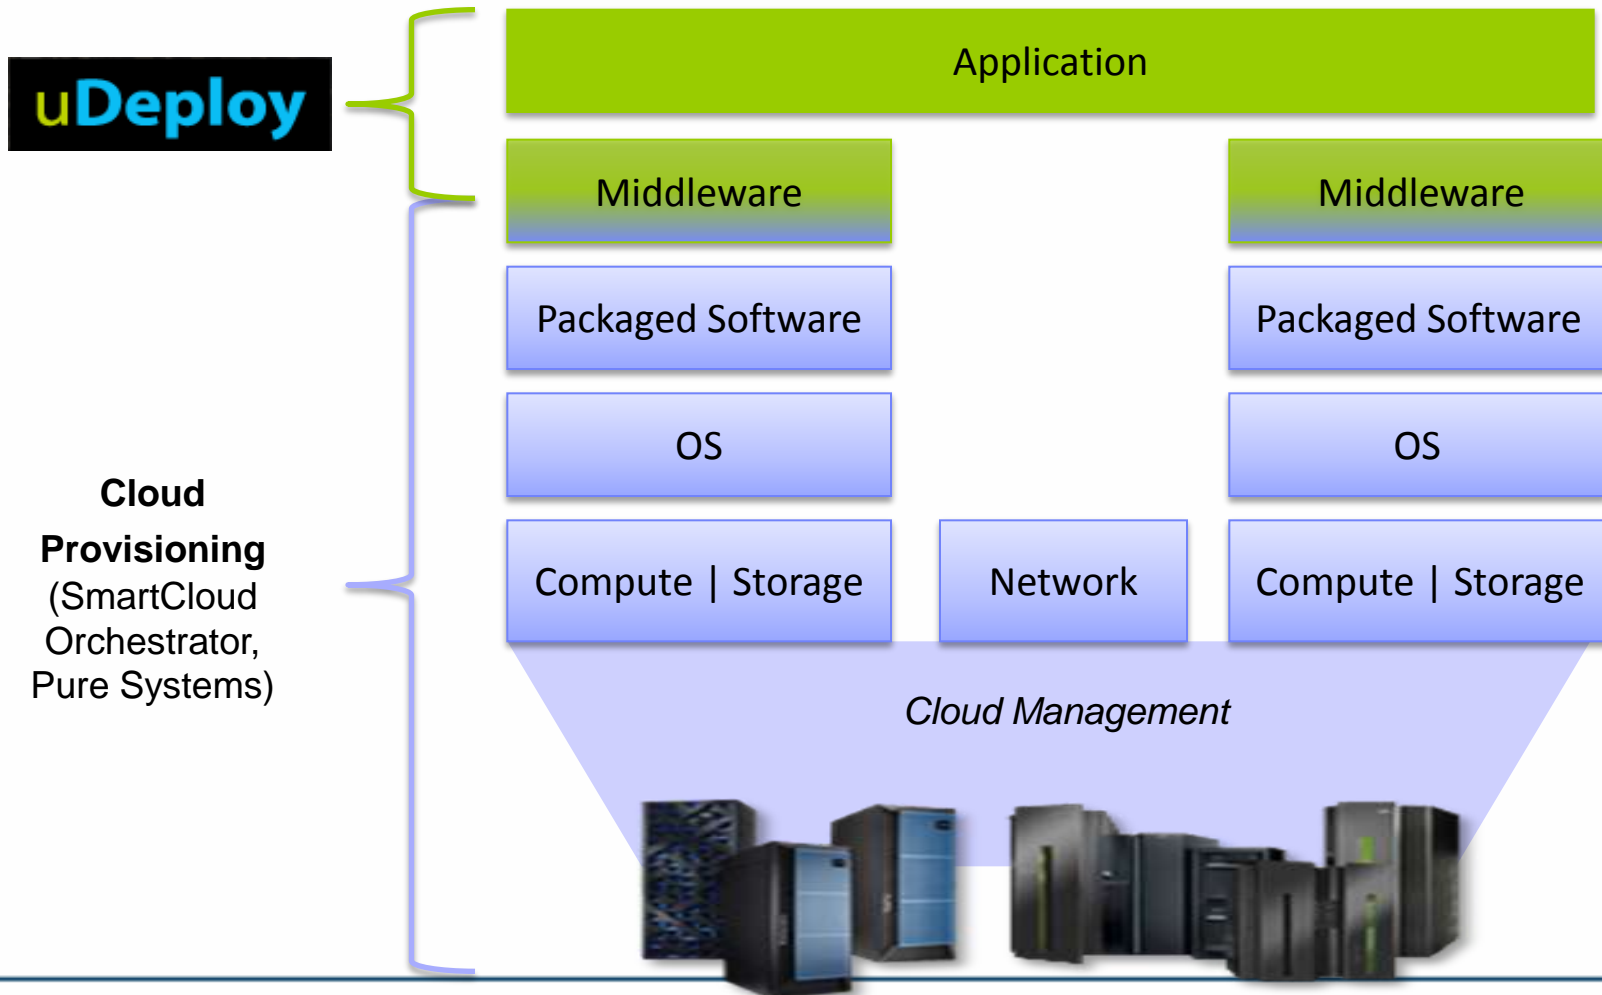 uDeploy
Application
Middleware
Middleware
Packaged Software
Packaged Software
OS
OS
Cloud
Provisioning
(SmartCloud
Orchestrator,
Pure Systems)
Compute | Storage
Network
Compute | Storage
Cloud Management